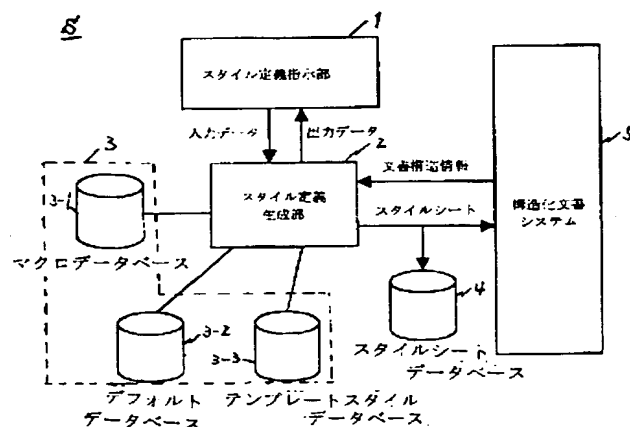 S
1
スタイル定義指示部
入力データ
出力データ
2
3
文書構造情報
5
スタイル定義
生成部
3-1
スタイルシート
構造化文書
システム
マクロデータベース
4
3-2
3-3
スタイルシート
データベース
デフォルト
データベース
テンプレートスタイル
データベース